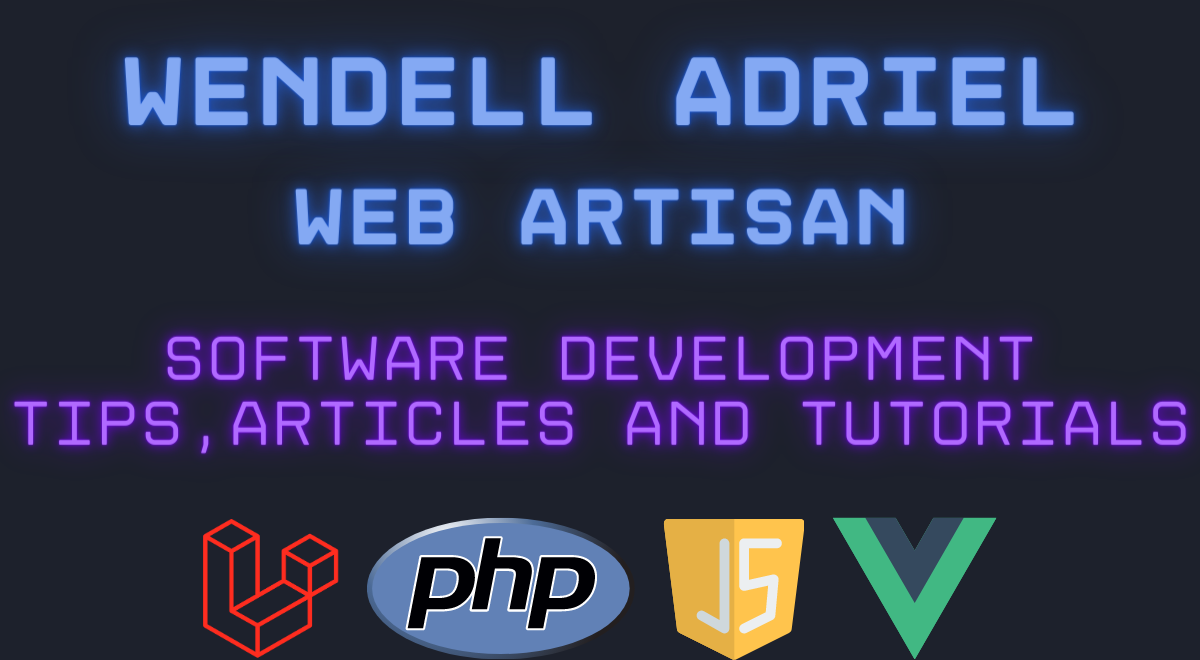 WENDELL ADRIEL
WEB ARTISAN
SOFTWARE DEVELOPMENT
TIPS,ARTICLES AND TUTORIALS
php JS